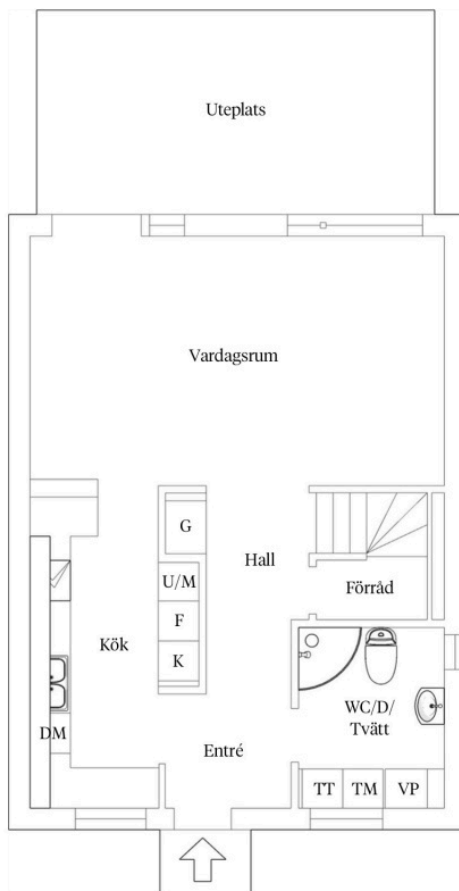 Uteplats
Vardagsrum
G
Hall
U/M
Förråd
F
Kök
K
WC/D/
Tvätt
DM
Entré
TT
TM
VP